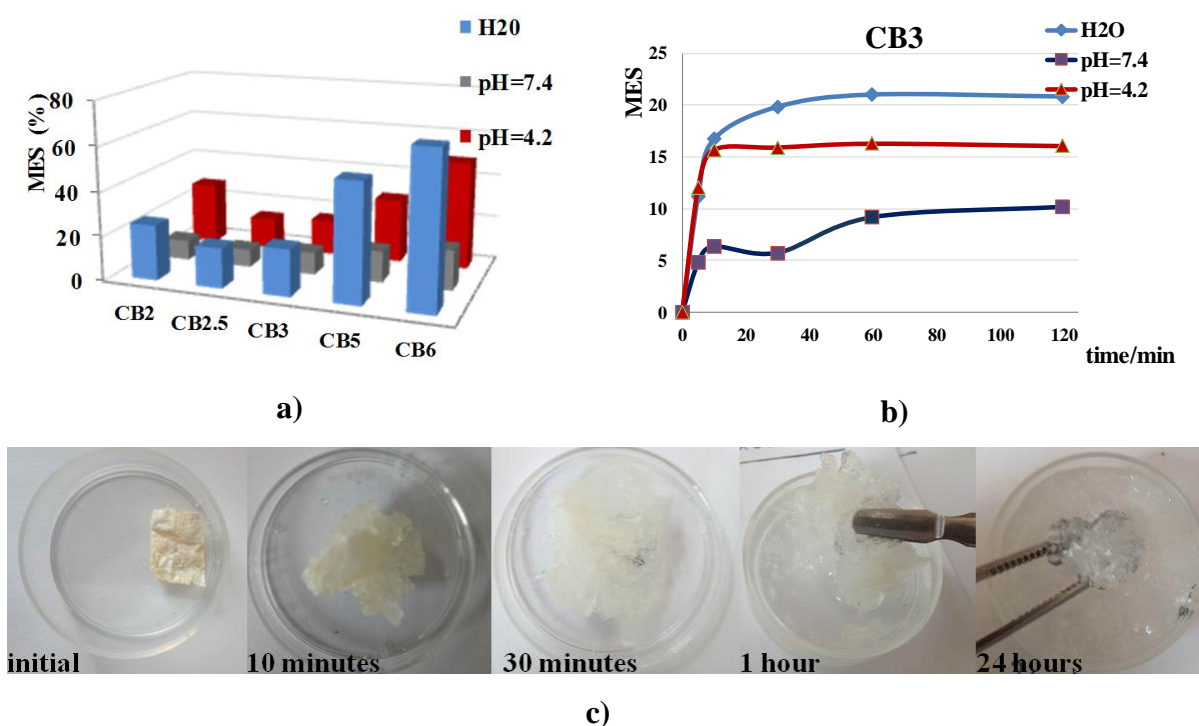 H20
pH=7.4
pH=4.2
MES (%)
80
60
40
20
0
CB2
CB2.5
CB3
CB5
CB6
a)
CB3
H2O
pH=7.4
pH=4.2
MES
25
20
15
10
5
0
0 20 40 60 80 100 120
time/min
b)
initial
10 minutes
30 minutes
1 hour
24 hours
c)